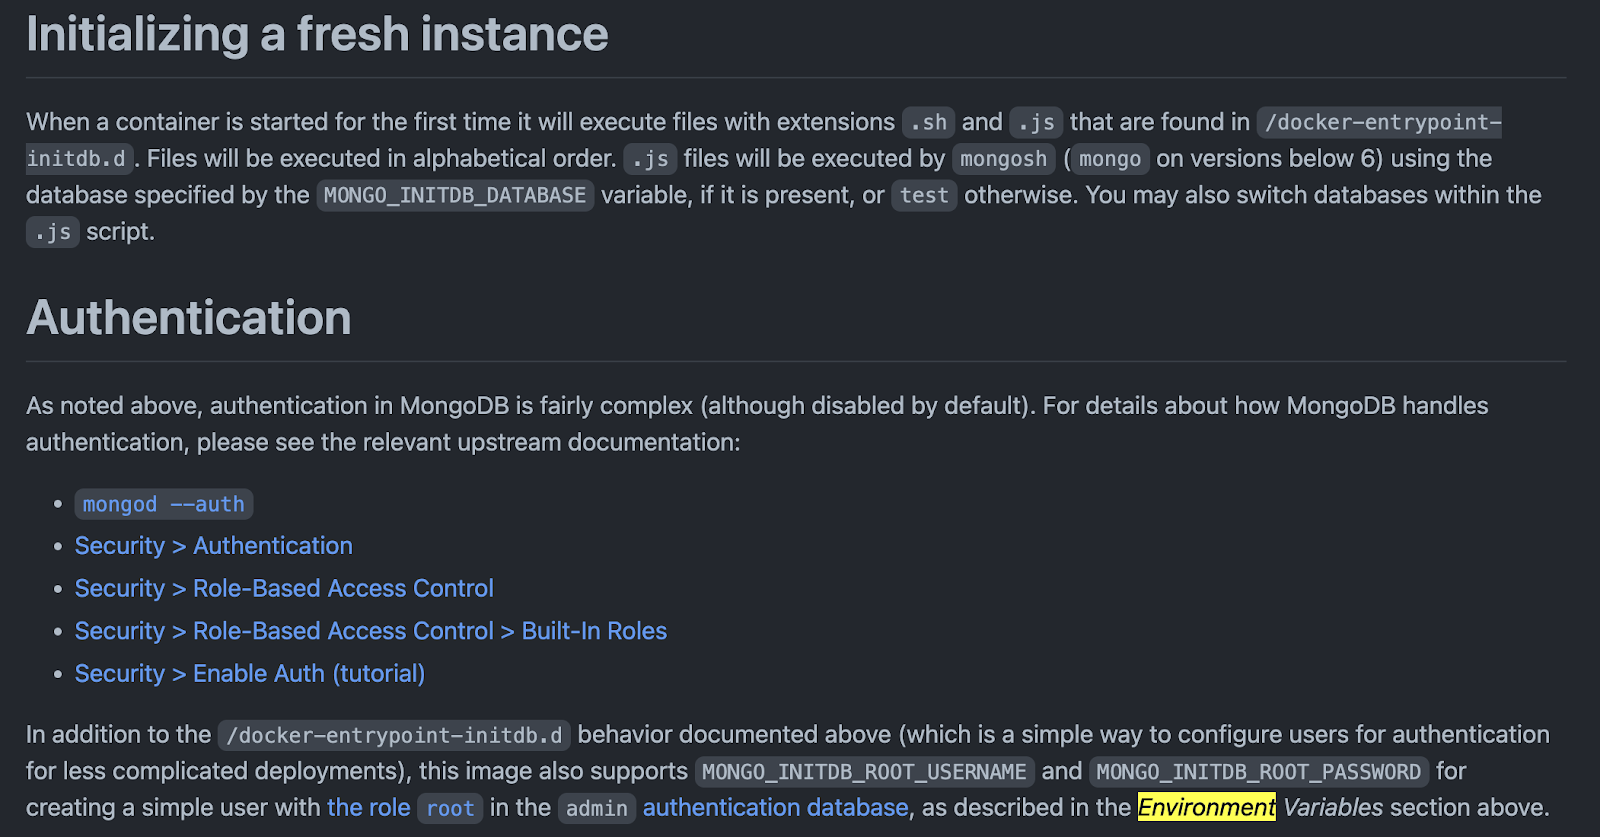 Initializing a fresh instance
When a container is started for the first time it will execute files with extensions .sh and .js that are found in /docker-entrypoint-
initdb.d . Files will be executed in alphabetical order. .js files will be executed by mongosh ( mongo on versions below 6) using the
database specified by the MONGO_INITDB_DATABASE variable, if it is present, or test otherwise. You may also switch databases within the
.js script.
Authentication
As noted above, authentication in MongoDB is fairly complex (although disabled by default). For details about how MongoDB handles
authentication, please see the relevant upstream documentation:
• mongod --auth
• Security > Authentication
• Security > Role-Based Access Control
• Security > Role-Based Access Control > Built-In Roles
• Security > Enable Auth (tutorial)
In addition to the /docker-entrypoint-initdb.d behavior documented above (which is a simple way to configure users for authentication
for less complicated deployments), this image also supports MONGO_INITDB_ROOT_USERNAME and MONGO_INITDB_ROOT_PASSWORD for
creating a simple user with the role root in the admin authentication database, as described in the Environment Variables section above.